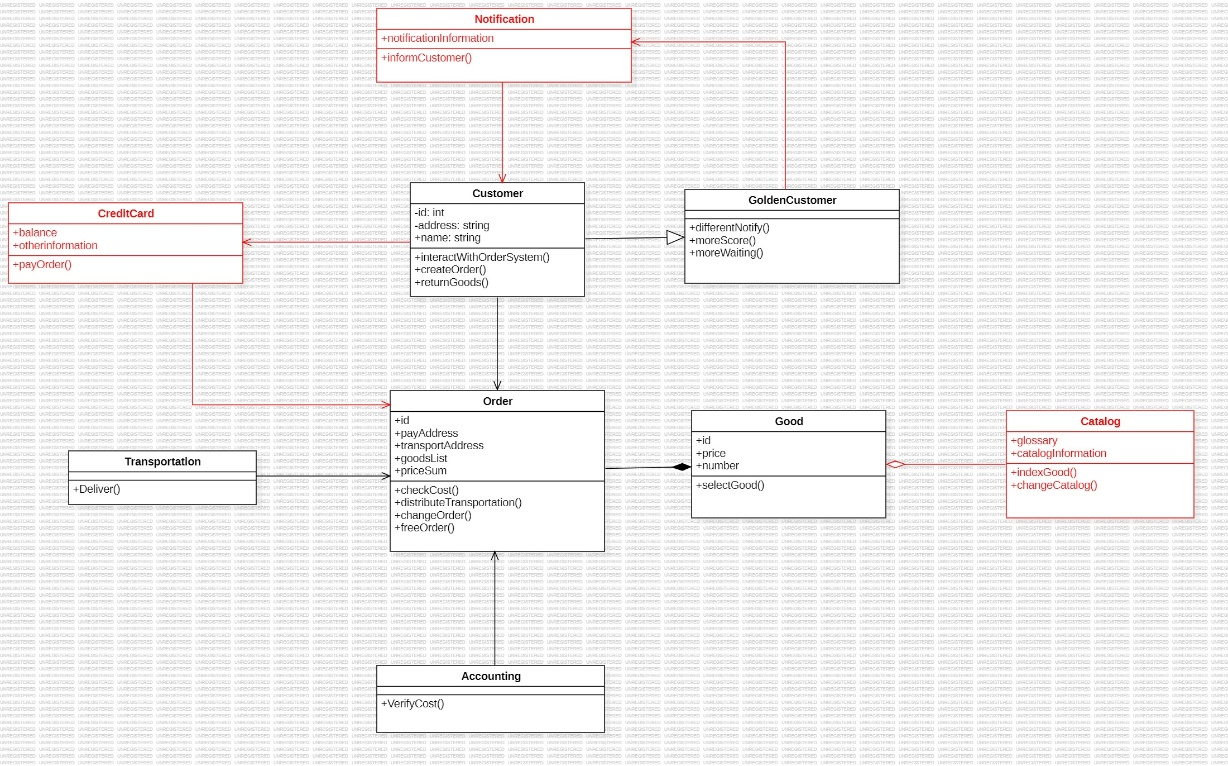 Notification
+notificationInformation
+informCustomer()
Customer
-id: int
-address: string
+name: string
+interactWithOrderSystem()
+createOrder()
+returnGoods()
GoldenCustomer
+differentNotify()
+moreScore()
+moreWaiting()
CreditCard
+balance
+otherinformation
+payOrder()
Order
+id
+payAddress
+transportAddress
+goodsList
+priceSum
+checkCost()
+distributeTransportation()
+changeOrder()
+freeOrder()
Good
+id
+price
+number
+selectGood()
Catalog
+glossary
+catalogInformation
+indexGood()
+changeCatalog()
Transportation
+Deliver()
Accounting
+VerifyCost()
UNREGISTERED